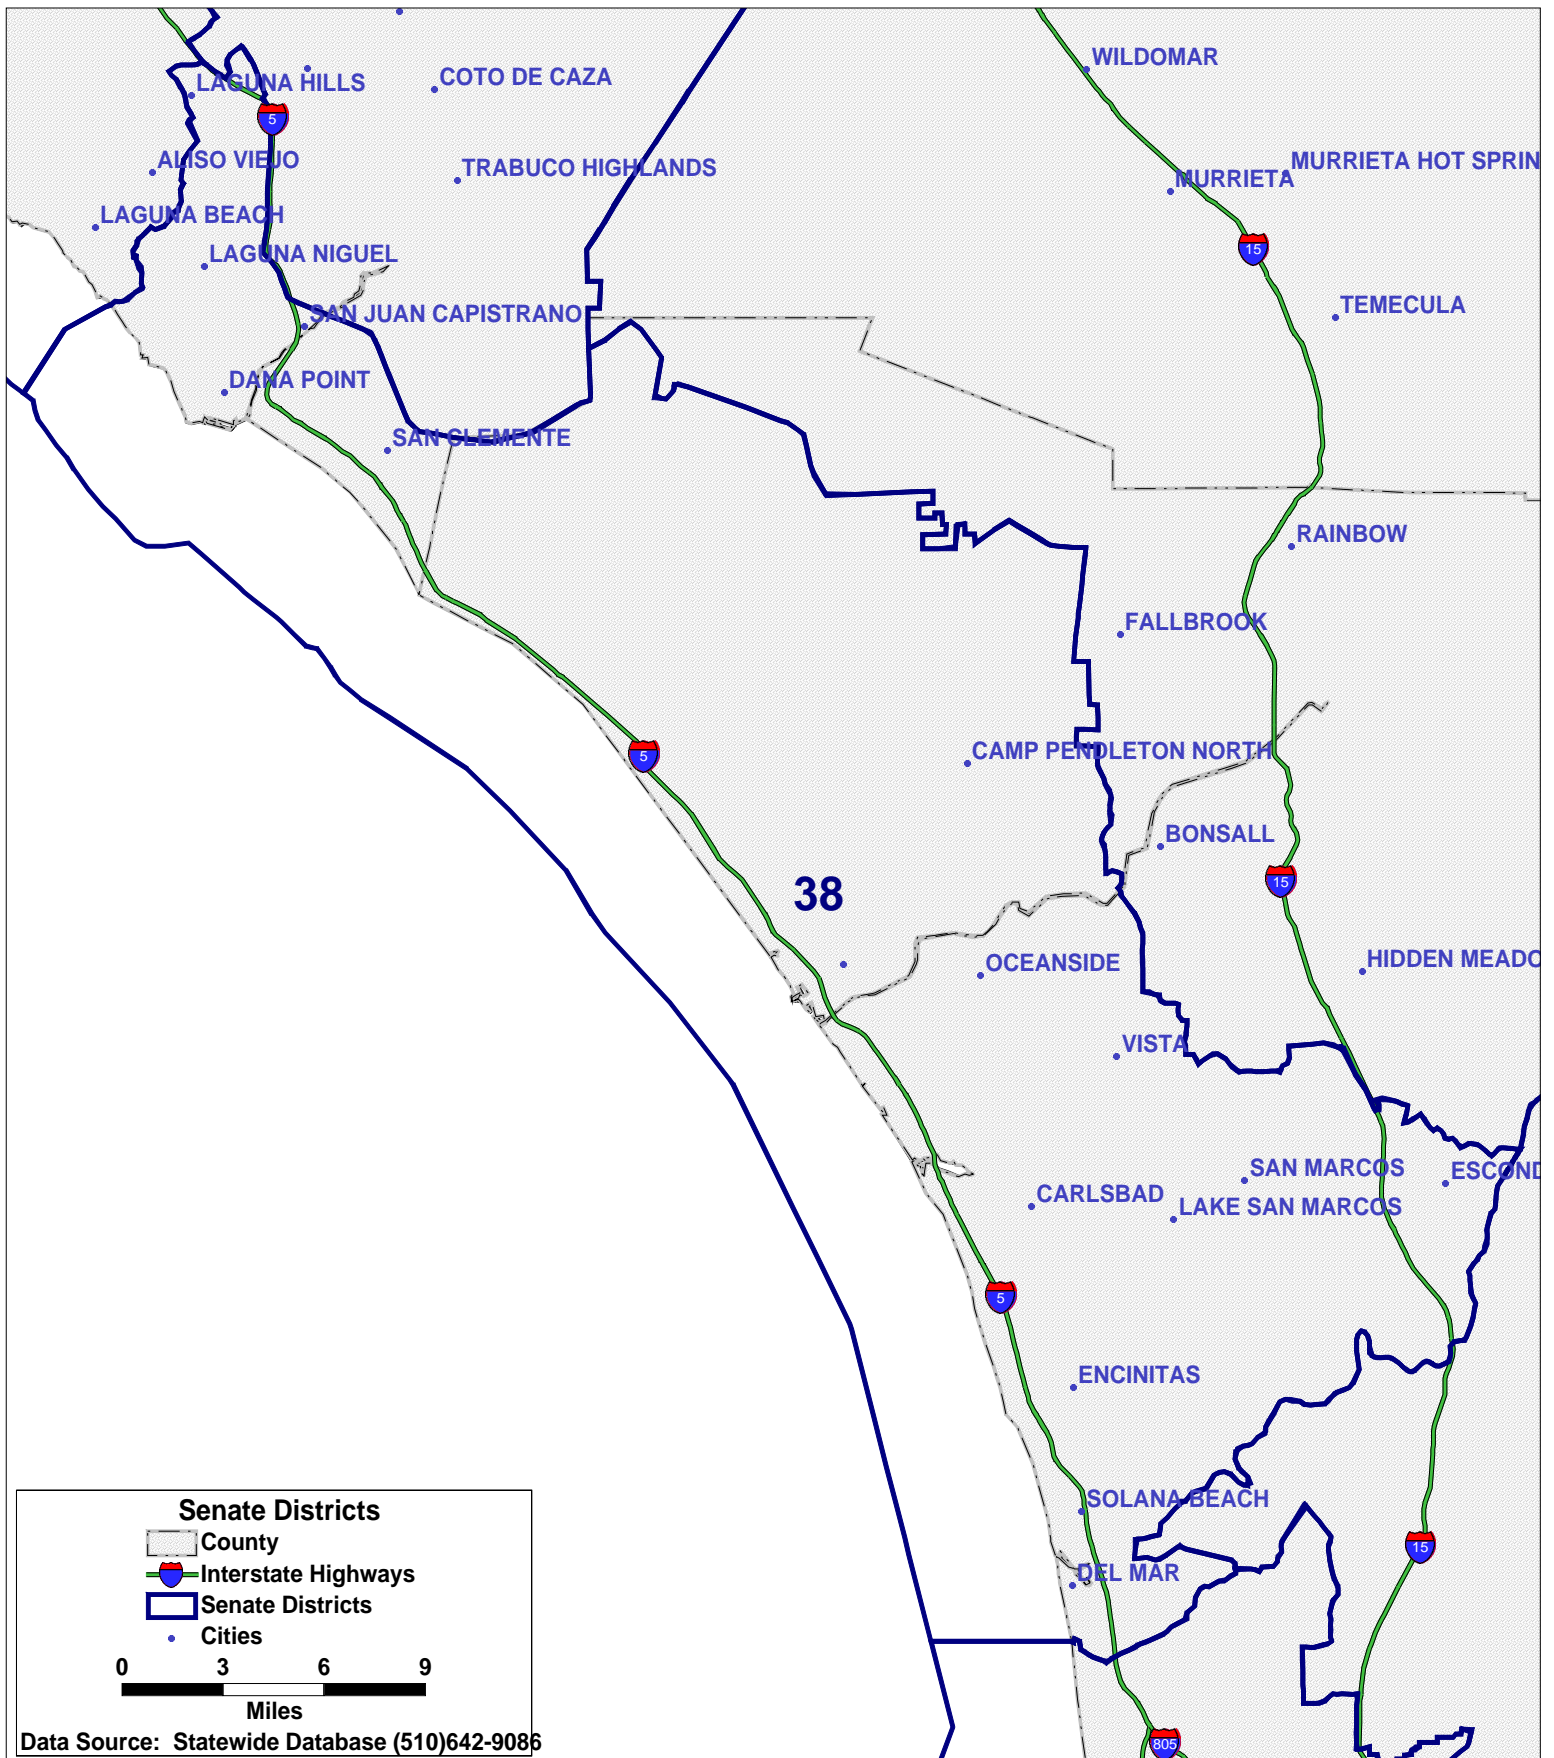 WILDOMAR
COTO DE CAZA
LAGUNA HILLS
5
ALISO VIEJO
TRABUCO HIGHLANDS
MURRIETA HOT SPRIN
MURRIETA
LAGUNA BEACH
LAGUNA NIGUEL
15
SAN JUAN CAPISTRANO
TEMECULA
DANA POINT
SAN CLEMENTE
RAINBOW
FALLBROOK
5
CAMP PENDLETON NORTH
BONSALL
38
15
OCEANSIDE
HIDDEN MEADO
VISTA
SAN MARCOS
ESCOND
CARLSBAD
LAKE SAN MARCOS
5
ENCINITAS
SOLANA BEACH
15
DEL MAR
805
Senate Districts
County
Interstate Highways
Senate Districts
Cities
0 3 6 9
Miles
Data Source: Statewide Database (510)642-9086